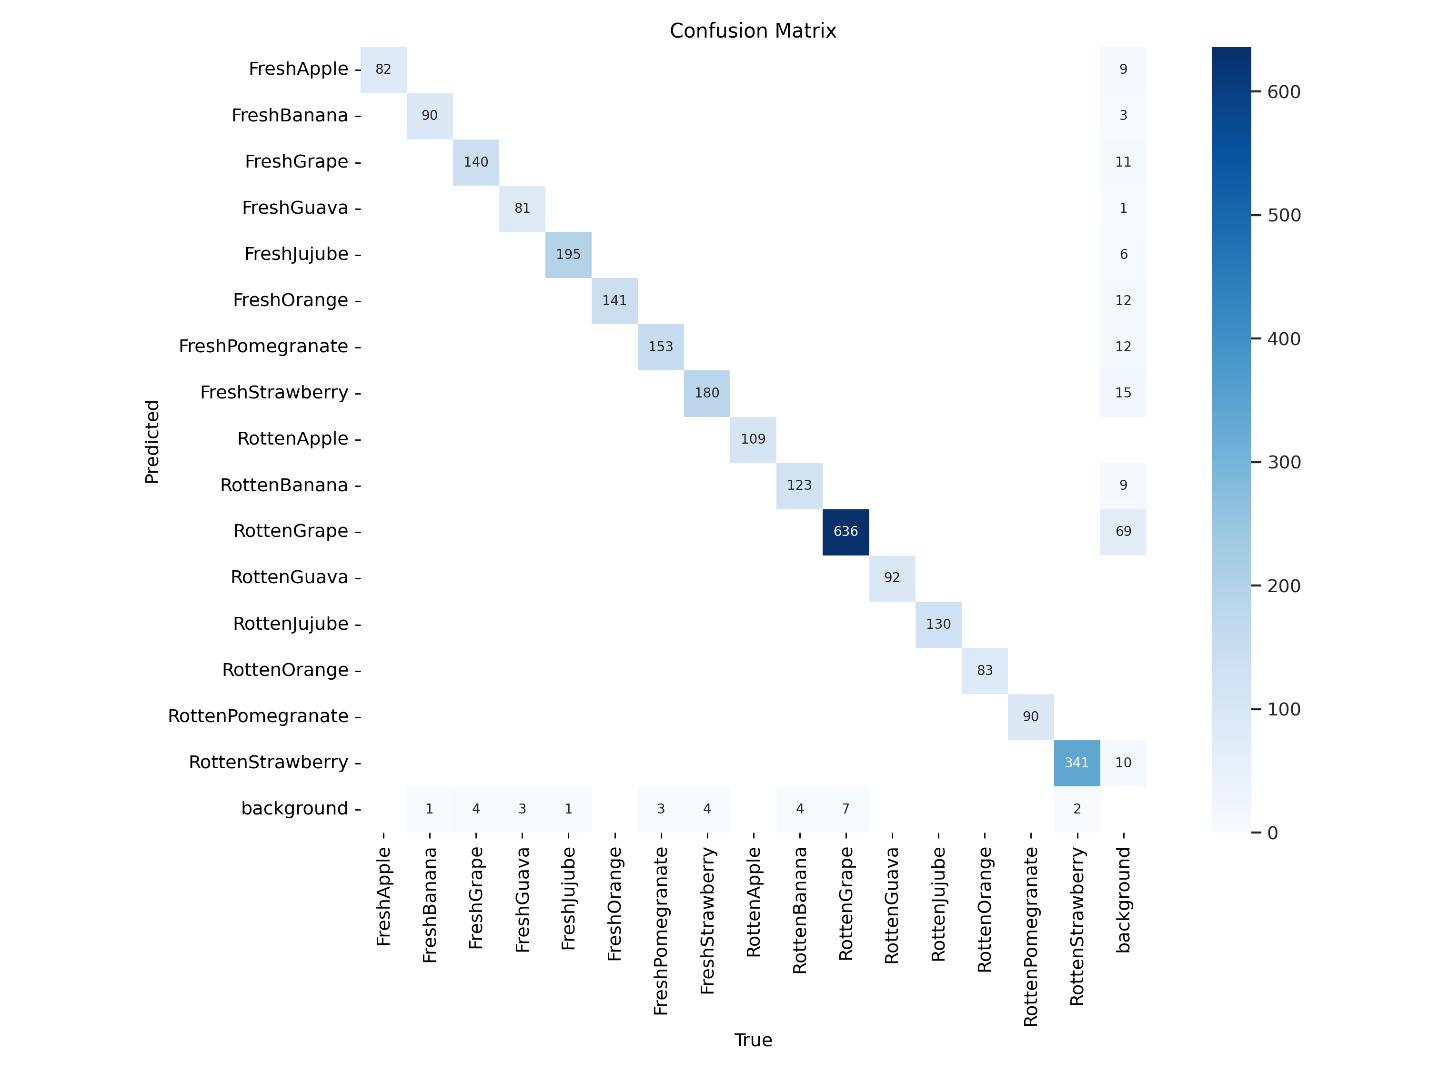 Confusion Matrix
FreshApple 82 9
FreshBanana 90 3
FreshGrape 140 11
FreshGuava 81 1
FreshJujube 195 6
FreshOrange 141 12
FreshPomegranate 153 12
FreshStrawberry 180 15
RottenApple 109
RottenBanana 123 9
RottenGrape 636 69
RottenGuava 92
RottenJujube 130
RottenOrange 83
RottenPomegranate 90
RottenStrawberry 341 10
background 1 4 3 1 3 4 4 7 2
Predicted
FreshApple
FreshBanana
FreshGrape
FreshGuava
FreshJujube
FreshOrange
FreshPomegranate
FreshStrawberry
RottenApple
RottenBanana
RottenGrape
RottenGuava
RottenJujube
RottenOrange
RottenPomegranate
RottenStrawberry
background
True
600
500
400
300
200
100
0